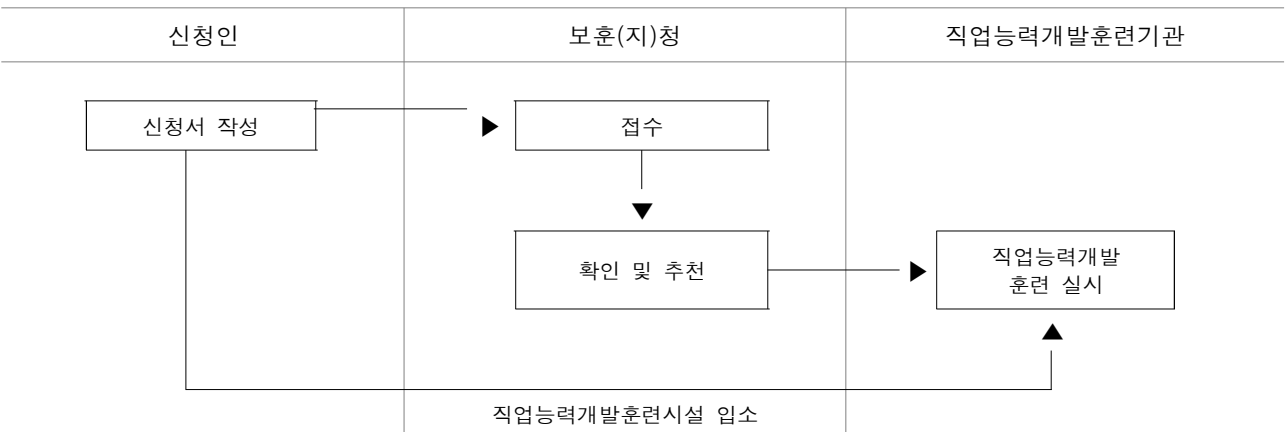 신청인
보훈(지)청
직업능력개발훈련기관
신청서 작성
접수
확인 및 추천
직업능력개발
훈련 실시
직업능력개발훈련시설 입소